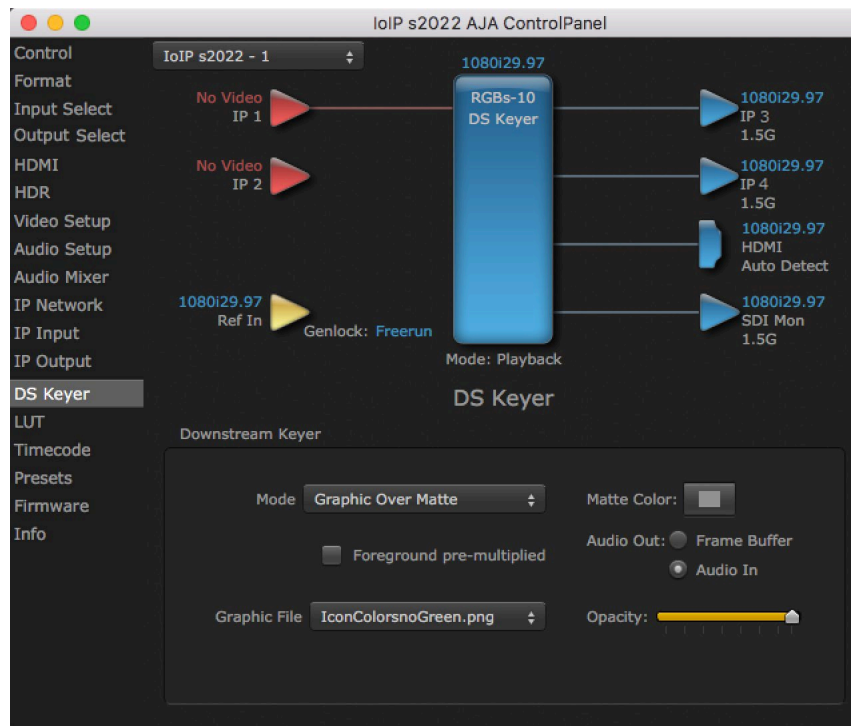 IoIP s2022 AJA ControlPanel
Control
Format
Input Select
Output Select
HDMI
HDR
Video Setup
Audio Setup
Audio Mixer
IP Network
IP Input
IP Output
DS Keyer
LUT
Timecode
Presets
Firmware
Info
IoIP s2022 - 1
1080i29.97
No Video
IP 1
RGBs-10
DS Keyer
1080i29.97
IP 3
1.5G
No Video
IP 2
1080i29.97
IP 4
1.5G
1080i29.97
HDMI
Auto Detect
1080i29.97
Ref In
Genlock: Freerun
1080i29.97
SDI Mon
1.5G
Mode: Playback
DS Keyer
Downstream Keyer
Mode Graphic Over Matte
Matte Color:
Foreground pre-multiplied
Audio Out: Frame Buffer
Audio In
Graphic File IconColorsnoGreen.png
Opacity: